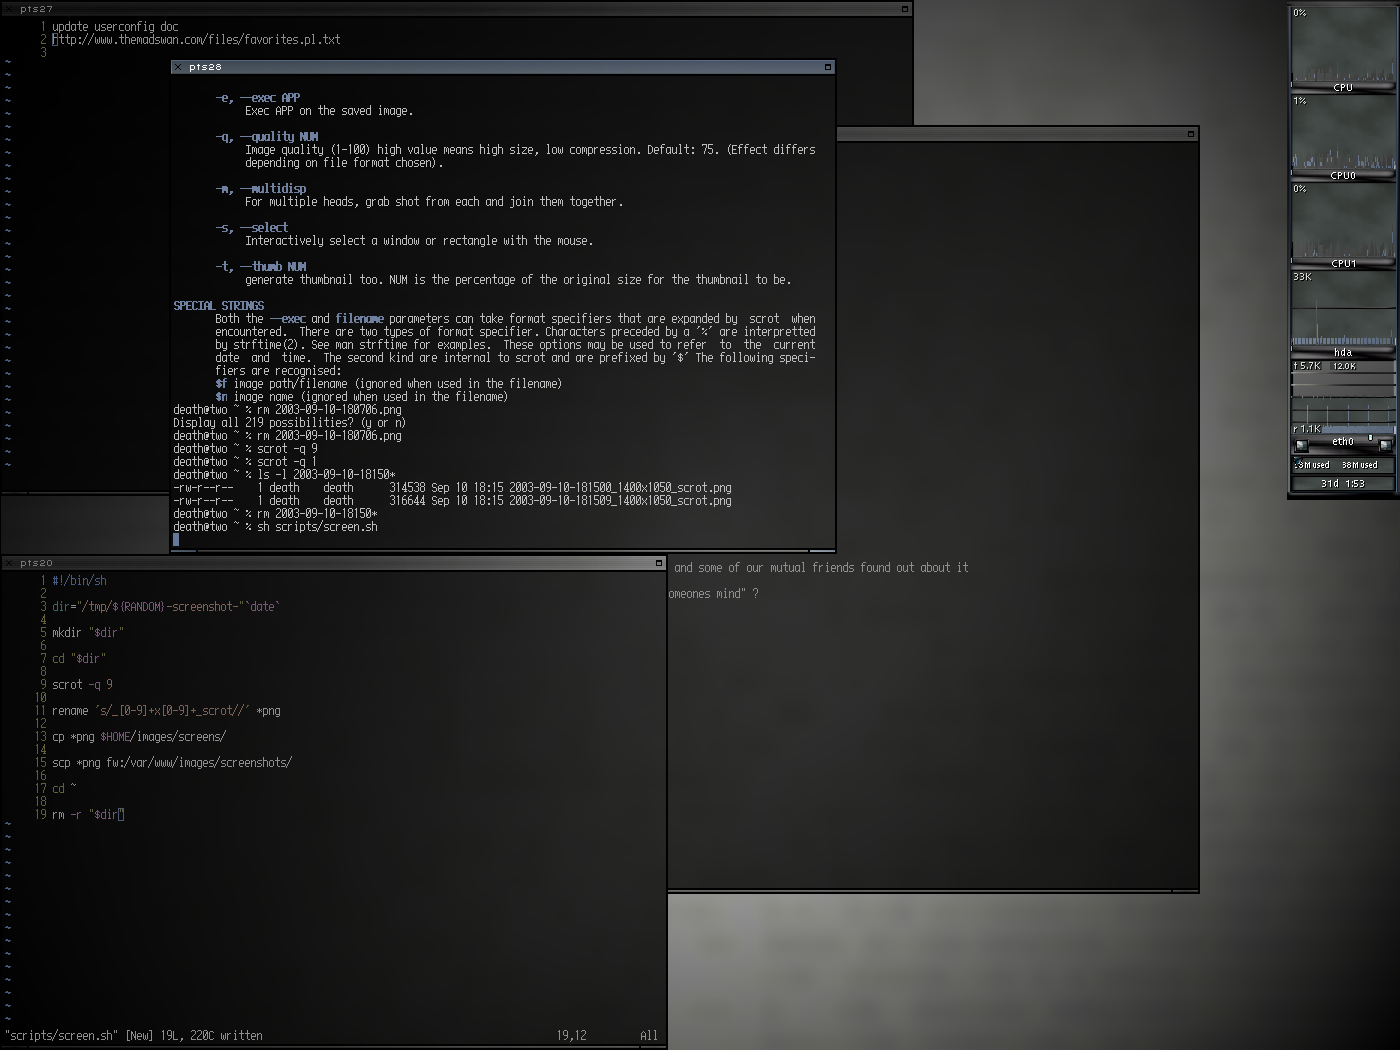 pts27
1 update userconfig doc
2 http://www.themadswan.com/files/favorites.pl.txt
3
~
pts28
-e, --exec APP
Exec APP on the saved image.
-q, --quality NUM
Image quality (1-100) high value means high size, low compression. Default: 75. (Effect differs
depending on file format chosen).
-m, --multidisp
For multiple heads, grab shot from each and join them together.
-s, --select
Interactively select a window or rectangle with the mouse.
-t, --thumb NUM
generate thumbnail too. NUM is the percentage of the original size for the thumbnail to be.
SPECIAL STRINGS
Both the --exec and filename parameters can take format specifiers that are expanded by scrot when
encountered. There are two types of format specifier. Characters preceded by a '%' are interpretted
by strftime(2). See man strftime for examples. These options may be used to refer to the current
date and time. The second kind are internal to scrot and are prefixed by '$' The following speci-
fiers are recognised:
$f image path/filename (ignored when used in the filename)
$n image name (ignored when used in the filename)
death@two ~ % rm 2003-09-10-180706.png
Display all 219 possibilities? (y or n)
death@two ~ % rm 2003-09-10-180706.png
death@two ~ % scrot -q 9
death@two ~ % scrot -q 1
death@two ~ % ls -l 2003-09-10-18150*
-rw-r--r-- 1 death death 314538 Sep 10 18:15 2003-09-10-181500_1400x1050_scrot.png
-rw-r--r-- 1 death death 316644 Sep 10 18:15 2003-09-10-181509_1400x1050_scrot.png
death@two ~ % rm 2003-09-10-18150*
death@two ~ % sh scripts/screen.sh
and some of our mutual friends found out about it
omeones mind" ?
pts20
1 #!/bin/sh
2
3 dir="/tmp/${RANDOM}-screenshot-"`date`
4
5 mkdir "$dir"
6
7 cd "$dir"
8
9 scrot -q 9
10
11 rename 's/_[0-9]+x[0-9]+_scrot//' *png
12
13 cp *png $HOME/images/screens/
14
15 scp *png fw:/var/www/images/screenshots/
16
17 cd ~
18
19 rm -r "$dir"
~
"scripts/screen.sh" [New] 19L, 220C written 19,12 All
0%
CPU
1%
CPU0
0%
CPU1
33K
hda
t 5.7K 12.0K
r 1.1K
eth0
3M used 38M used
31d 1:53